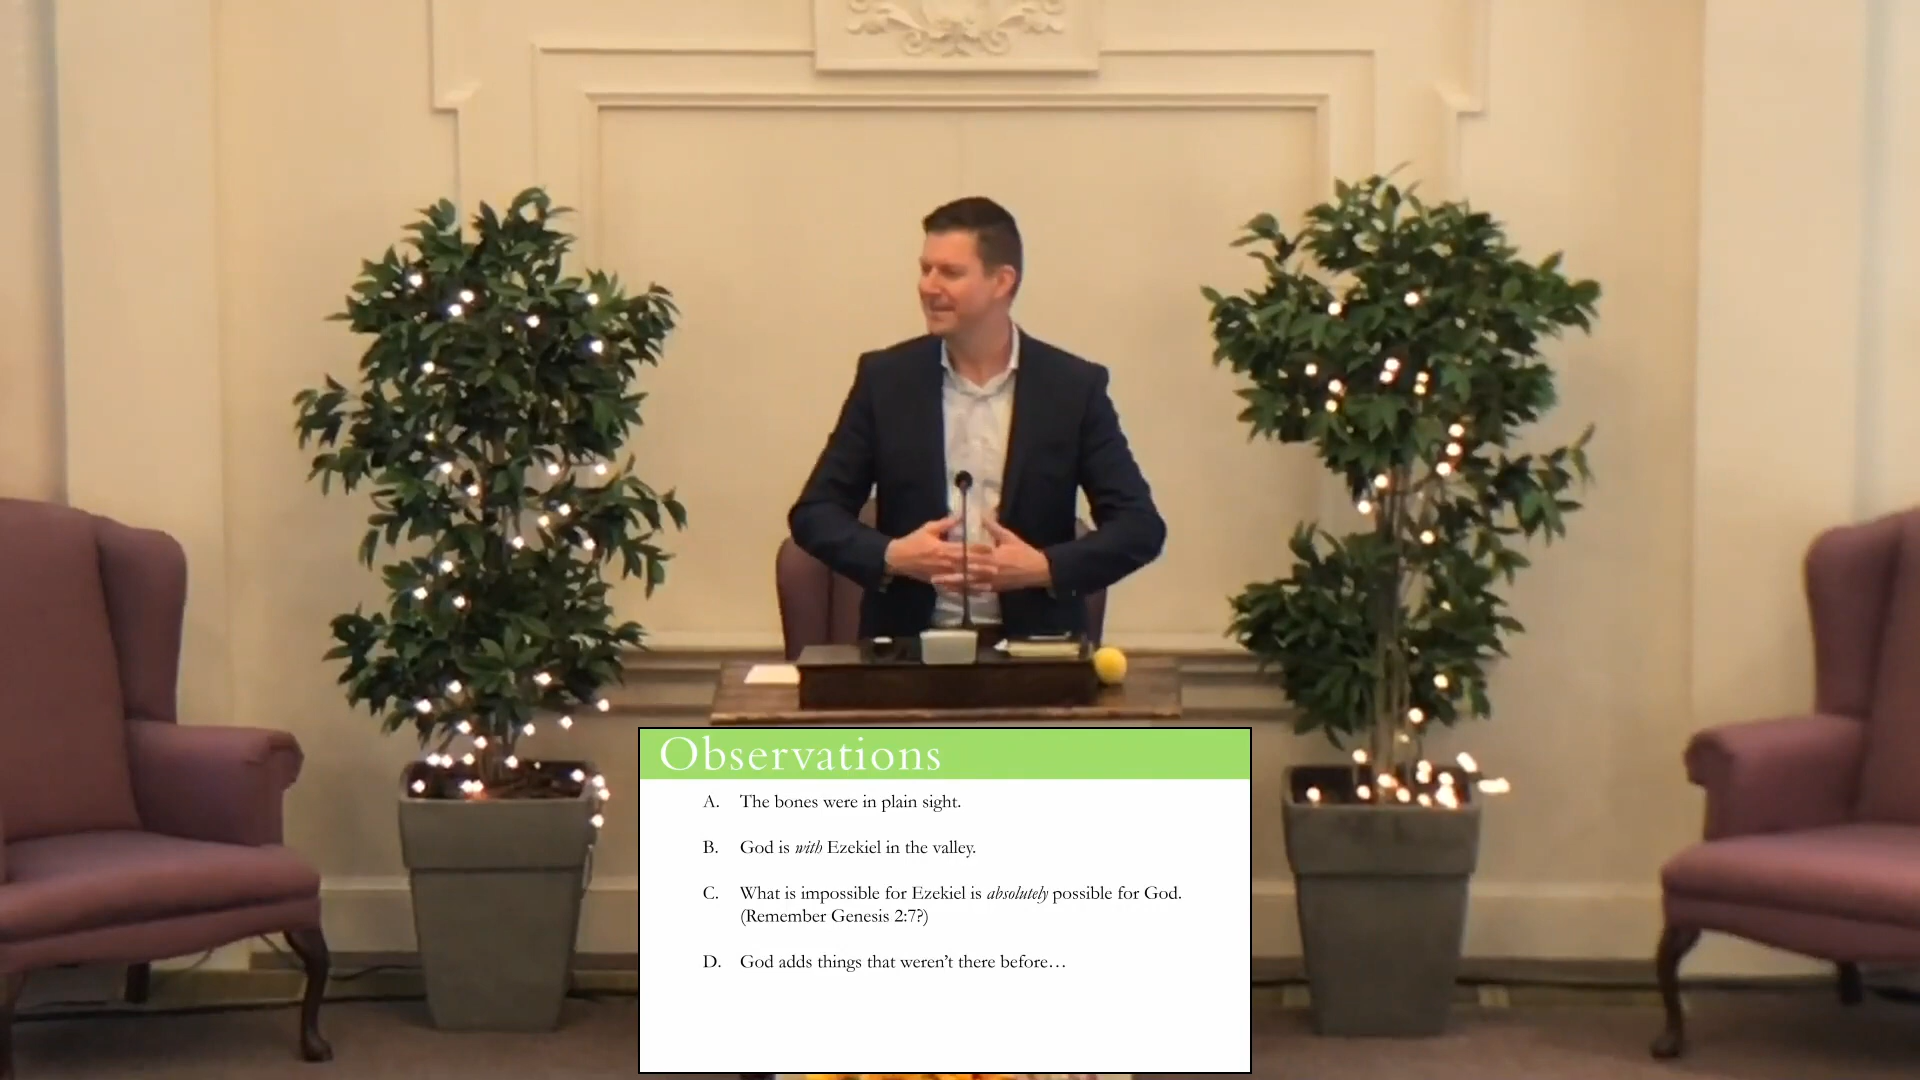 Observations
A. The bones were in plain sight.
B. God is with Ezekiel in the valley.
C. What is impossible for Ezekiel is absolutely possible for God.
(Remember Genesis 2:7?)
D. God adds things that weren’t there before…